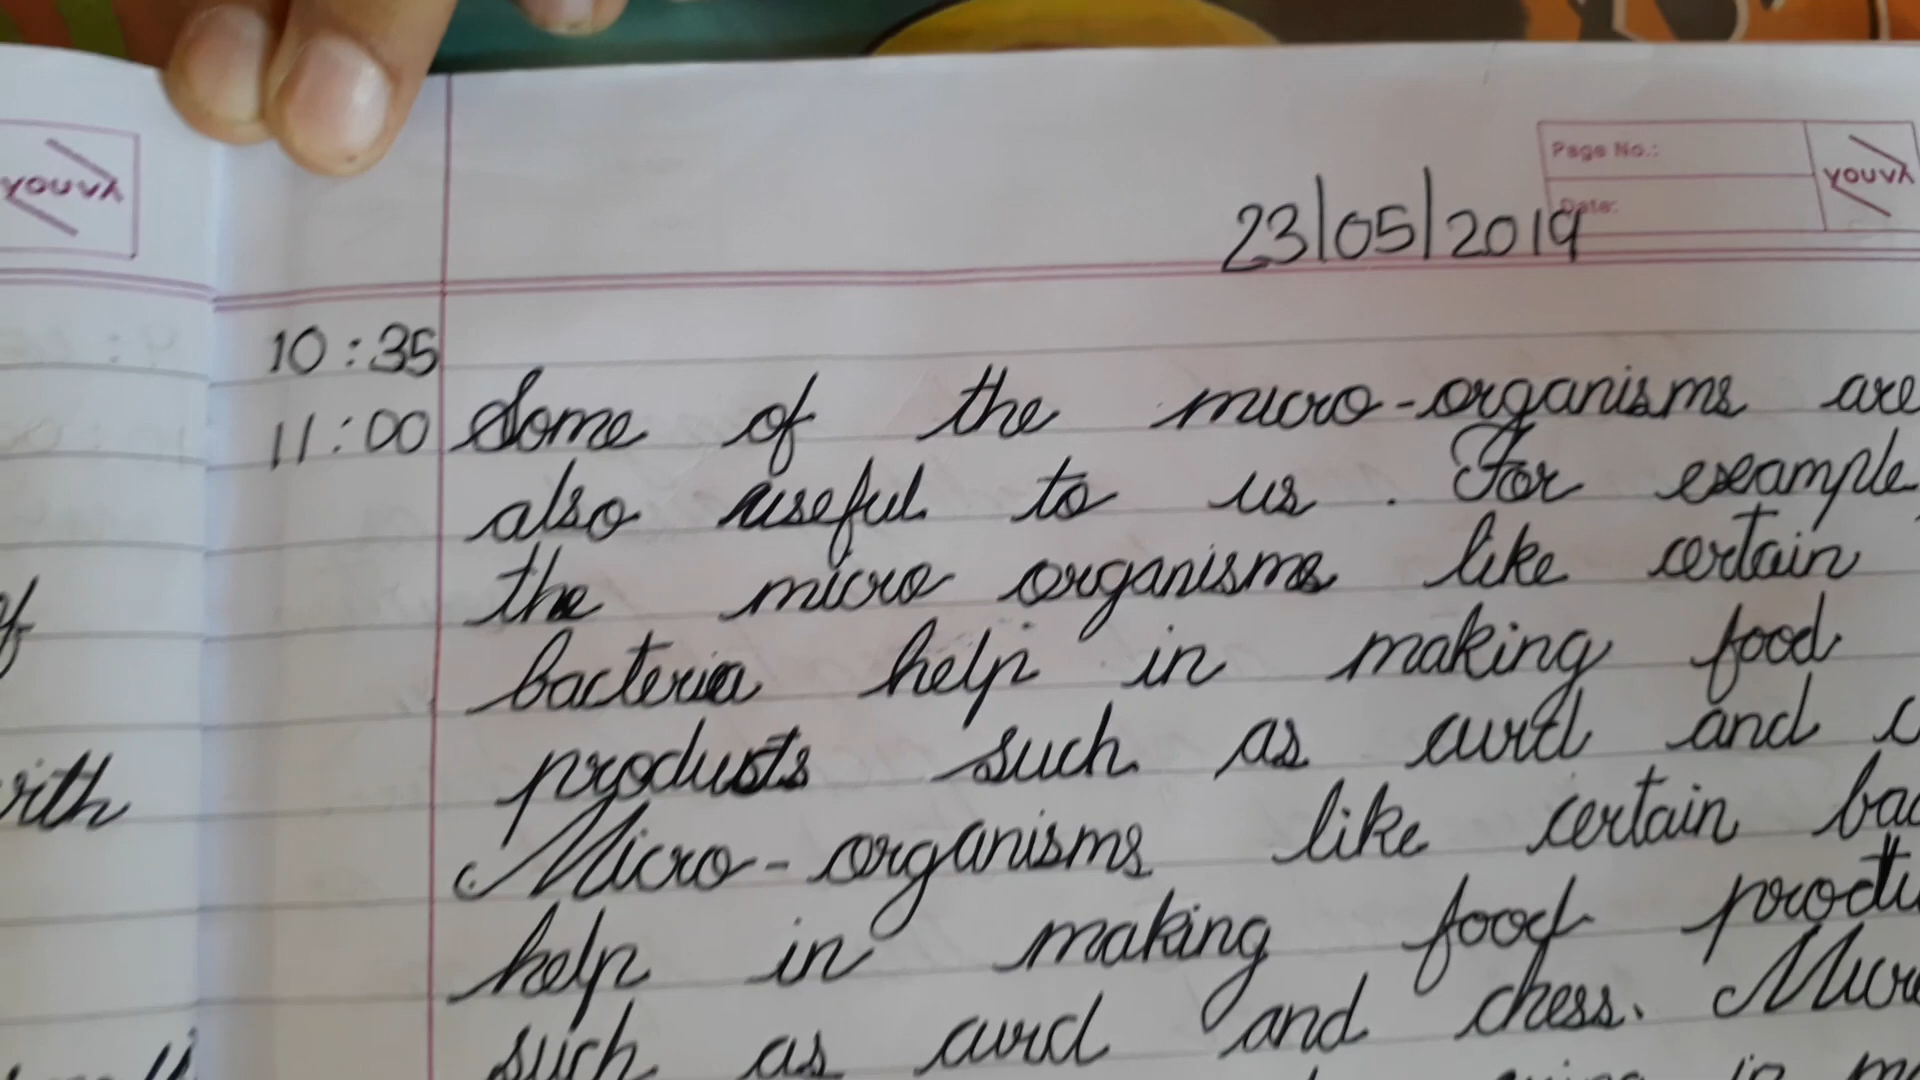 YOUVA
Page No.:
YOUVA
Date:
23/05/2019
10:35
11:00 Some of the micro-organisms are
also useful to us. For example,
the micro organisms like certain
bacteria help in making food
products such as curd and
Micro-organisms like certain
help in making food
such as curd and chess.
of
in